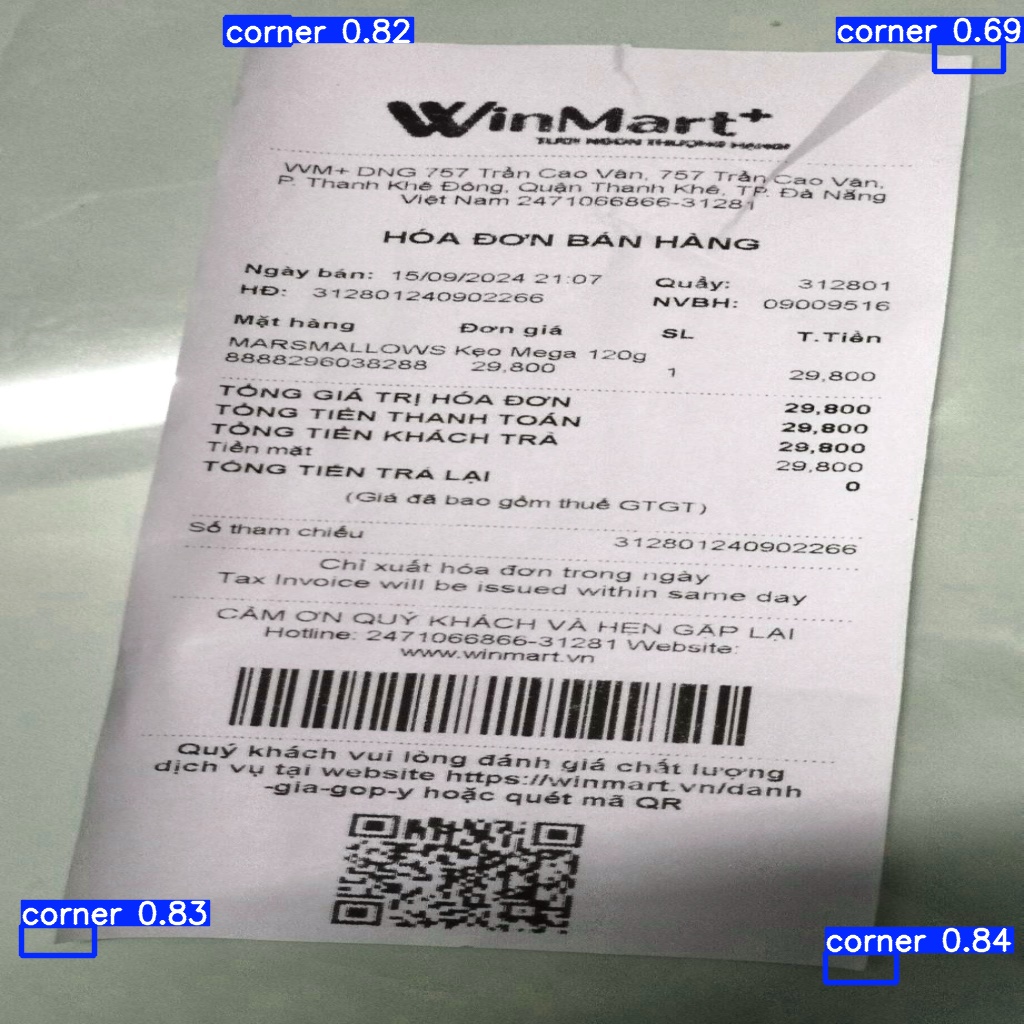 corner 0.82
corner 0.69
WinMart+
WM+ DNG 757 Trần Cao Vân, 757 Trần Cao Vân,
P. Thanh Khê Đông, Quận Thanh Khê, TP. Đà Nẵng
Việt Nam 2471066866-31281
HÓA ĐƠN BÁN HÀNG
Ngày bán: 15/09/2024 21:07 Quầy: 312801
HĐ: 312801240902266 NVBH: 09009516
Mặt hàng Đơn giá SL T.Tiền
MARSMALLOWS Kẹo Mega 120g
8888296038288 29,800 1 29,800
TỔNG GIÁ TRỊ HÓA ĐƠN 29,800
TỔNG TIỀN THANH TOÁN 29,800
TỔNG TIỀN KHÁCH TRẢ 29,800
Tiền mặt 29,800
TỔNG TIỀN TRẢ LẠI 0
(Giá đã bao gồm thuế GTGT)
Số tham chiếu 312801240902266
Chỉ xuất hóa đơn trong ngày
Tax Invoice will be issued within same day
CẢM ƠN QUÝ KHÁCH VÀ HẸN GẶP LẠI
Hotline: 2471066866-31281 Website:
www.winmart.vn
Quý khách vui lòng đánh giá chất lượng
dịch vụ tại website https://winmart.vn/danh
-gia-gop-y hoặc quét mã QR
corner 0.83
corner 0.84